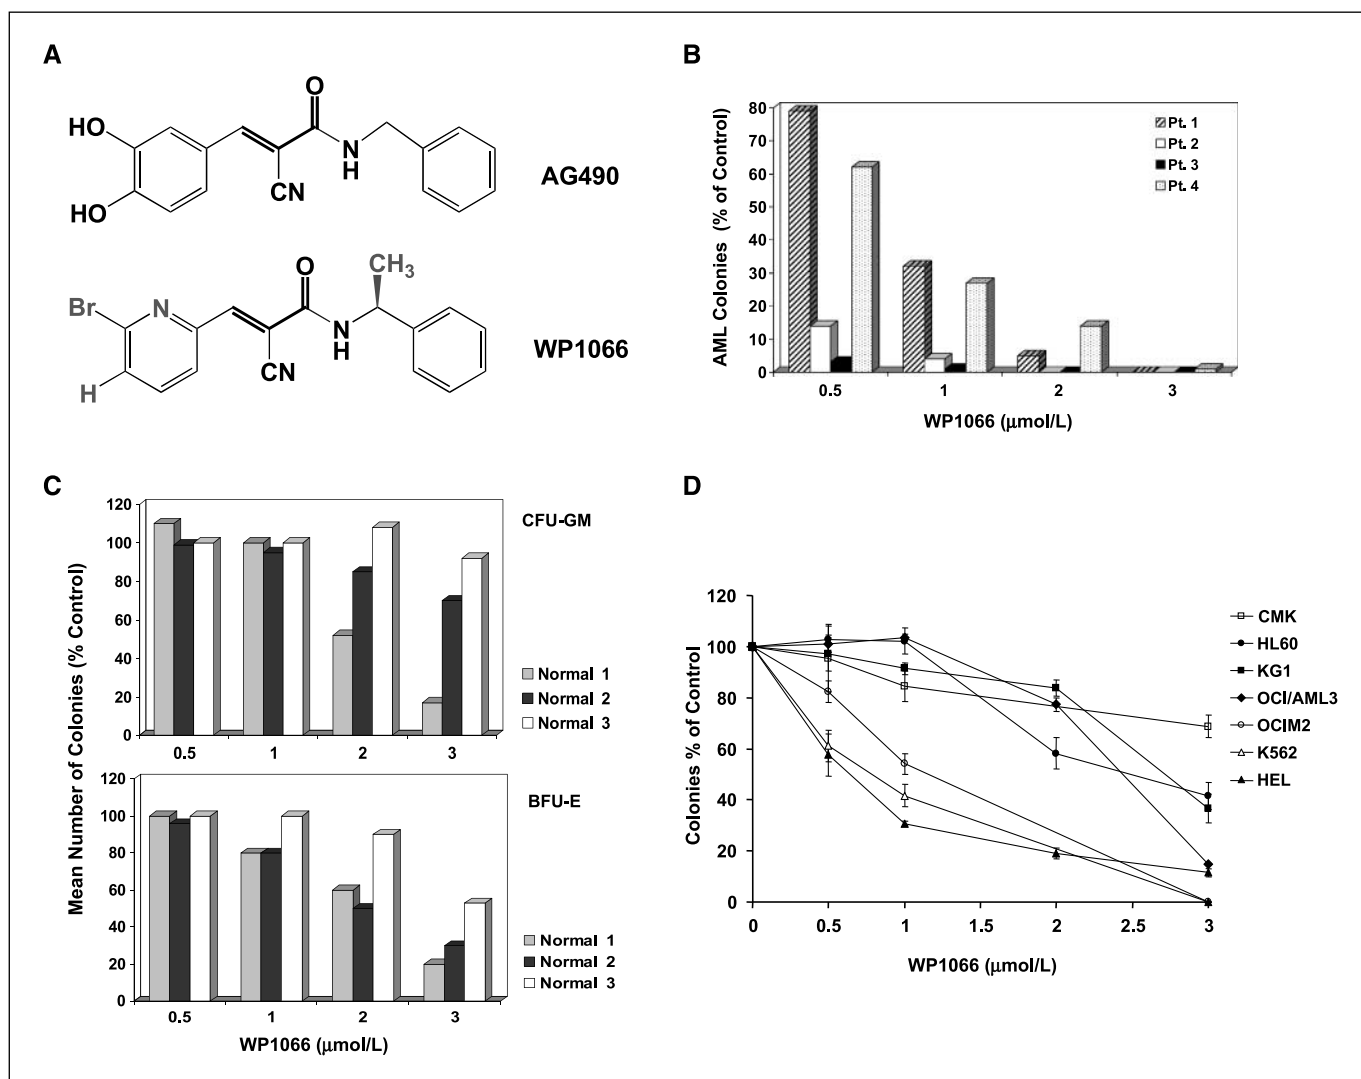 A
HO
HO
O
N
H
CN
AG490
Br
N
H
O
CH3
N
H
CN
WP1066
B
AML Colonies (% of Control)
80
70
60
50
40
30
20
10
0
Pt. 1
Pt. 2
Pt. 3
Pt. 4
0.5 1 2 3
WP1066 (μmol/L)
C
Mean Number of Colonies (% Control)
120
100
80
60
40
20
0
CFU-GM
Normal 1
Normal 2
Normal 3
0.5 1 2 3
120
100
80
60
40
20
0
BFU-E
Normal 1
Normal 2
Normal 3
0.5 1 2 3
WP1066 (μmol/L)
D
Colonies % of Control
120
100
80
60
40
20
0
CMK
HL60
KG1
OCI/AML3
OCIM2
K562
HEL
0 0.5 1 1.5 2 2.5 3
WP1066 (μmol/L)